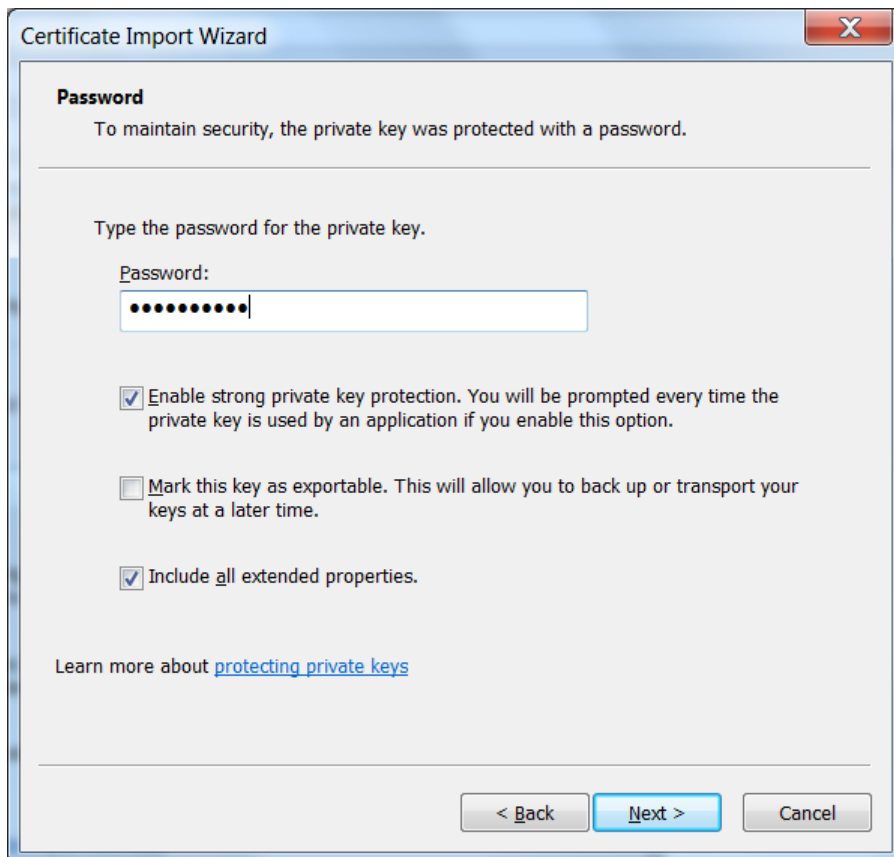 Certificate Import Wizard
Password
To maintain security, the private key was protected with a password.
Type the password for the private key.
Password:
••••••••••
Enable strong private key protection. You will be prompted every time the
private key is used by an application if you enable this option.
Mark this key as exportable. This will allow you to back up or transport your
keys at a later time.
Include all extended properties.
Learn more about protecting private keys
< Back
Next >
Cancel